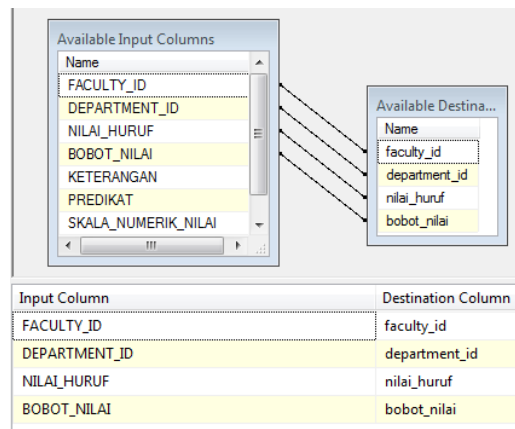 Available Input Columns
Name
FACULTY_ID
DEPARTMENT_ID
NILAI_HURUF
BOBOT_NILAI
KETERANGAN
PREDIKAT
SKALA_NUMERIK_NILAI
Available Destina...
Name
faculty_id
department_id
nilai_huruf
bobot_nilai
Input Column Destination Column
FACULTY_ID faculty_id
DEPARTMENT_ID department_id
NILAI_HURUF nilai_huruf
BOBOT_NILAI bobot_nilai